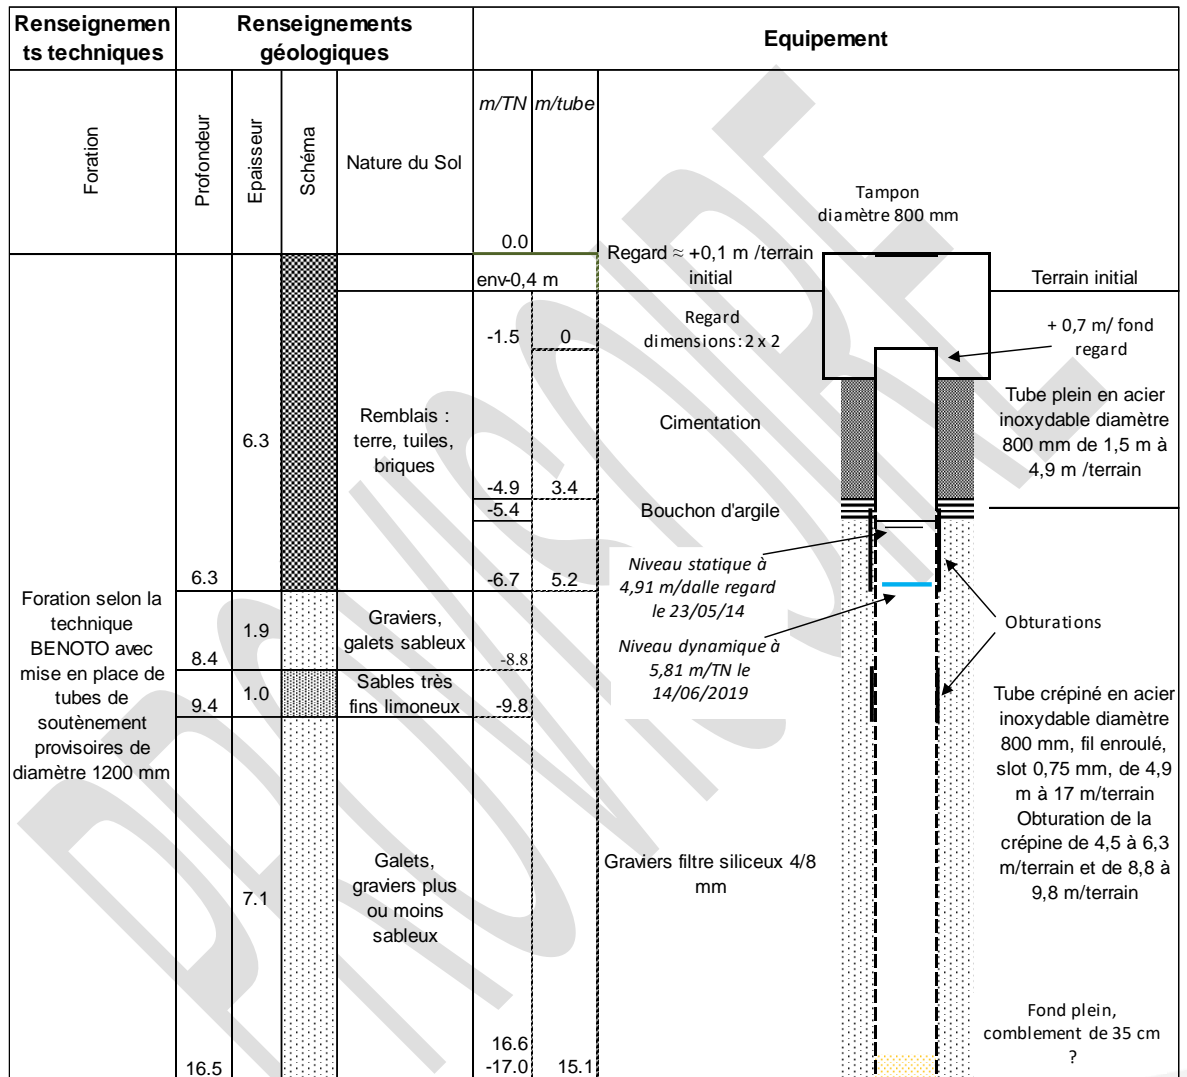 Renseignemen
ts techniques
Renseignements
géologiques
Equipement
Foration
Profondeur
Epaisseur
Schéma
Nature du Sol
m/TN
m/tube
0.0
Tampon
diamètre 800 mm
Regard ≈ +0,1 m /terrain
initial
env-0,4 m
Terrain initial
-1.5
0
Regard
dimensions: 2 x 2
+ 0,7 m/ fond
regard
Remblais :
terre, tuiles,
briques
6.3
Cimentation
Tube plein en acier
inoxydable diamètre
800 mm de 1,5 m à
4,9 m /terrain
-4.9
3.4
-5.4
Bouchon d'argile
Niveau statique à
4,91 m/dalle regard
le 23/05/14
6.3
-6.7
5.2
Foration selon la
technique
BENOTO avec
mise en place de
tubes de
soutènement
provisoires de
diamètre 1200 mm
1.9
Graviers,
galets sableux
Obturations
Niveau dynamique à
5,81 m/TN le
14/06/2019
8.4
-8.8
1.0
Sables très
fins limoneux
9.4
-9.8
Tube crépiné en acier
inoxydable diamètre
800 mm, fil enroulé,
slot 0,75 mm, de 4,9
m à 17 m/terrain
Obturation de la
crépine de 4,5 à 6,3
m/terrain et de 8,8 à
9,8 m/terrain
7.1
Galets,
graviers plus
ou moins
sableux
Graviers filtre siliceux 4/8
mm
Fond plein,
comblement de 35 cm
?
16.6
16.5
-17.0
15.1
PROVISOIRE